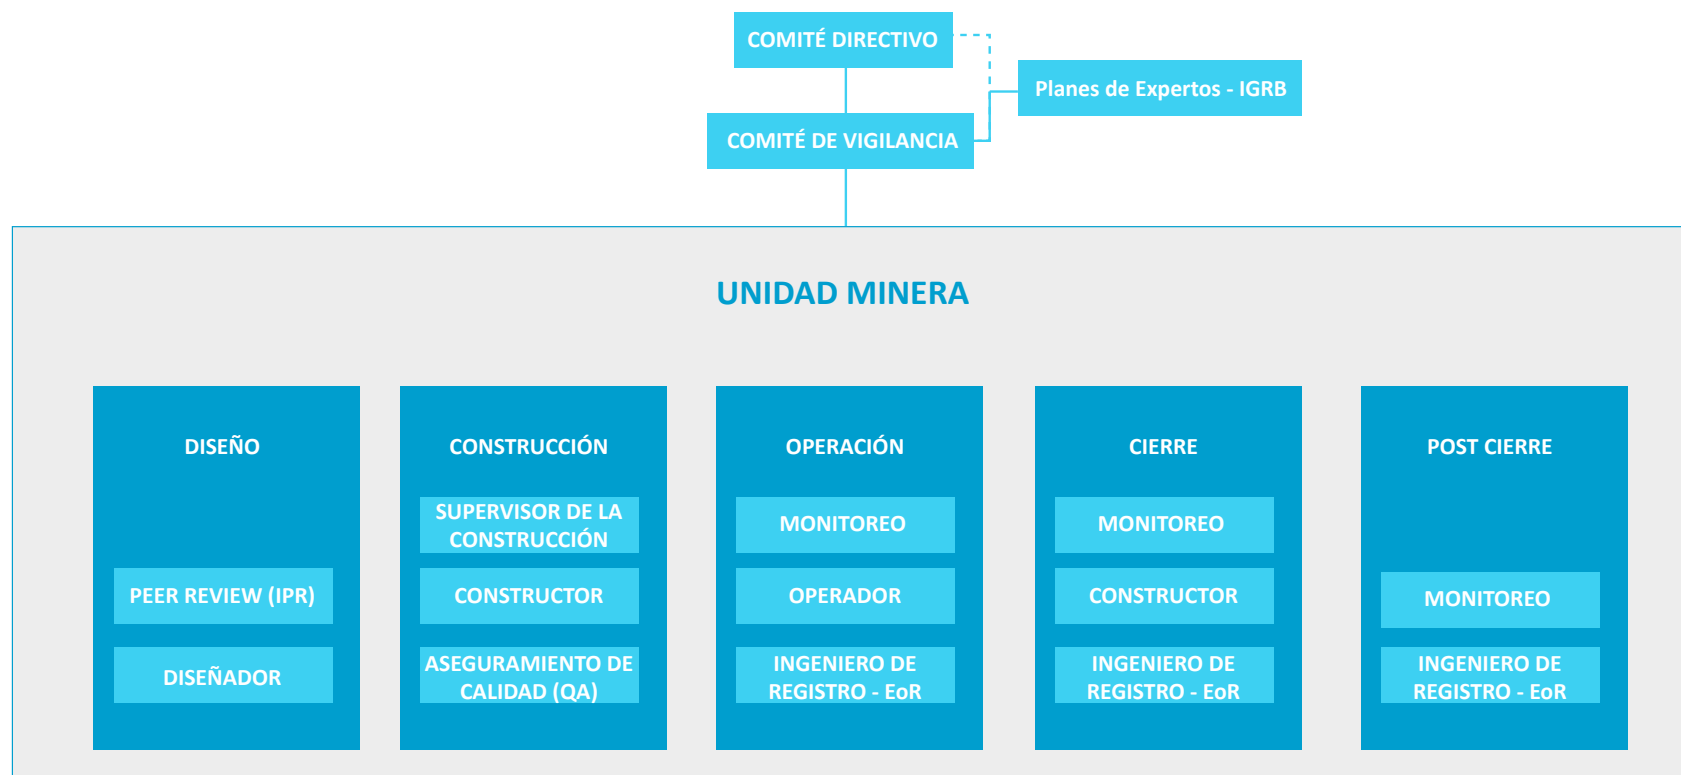 COMITÉ DIRECTIVO
Planes de Expertos - IGRB
COMITÉ DE VIGILANCIA
UNIDAD MINERA
DISEÑO
PEER REVIEW (IPR)
DISEÑADOR
CONSTRUCCIÓN
SUPERVISOR DE LA
CONSTRUCCIÓN
CONSTRUCTOR
ASEGURAMIENTO DE
CALIDAD (QA)
OPERACIÓN
MONITOREO
OPERADOR
INGENIERO DE
REGISTRO - EoR
CIERRE
MONITOREO
CONSTRUCTOR
INGENIERO DE
REGISTRO - EoR
POST CIERRE
MONITOREO
INGENIERO DE
REGISTRO - EoR